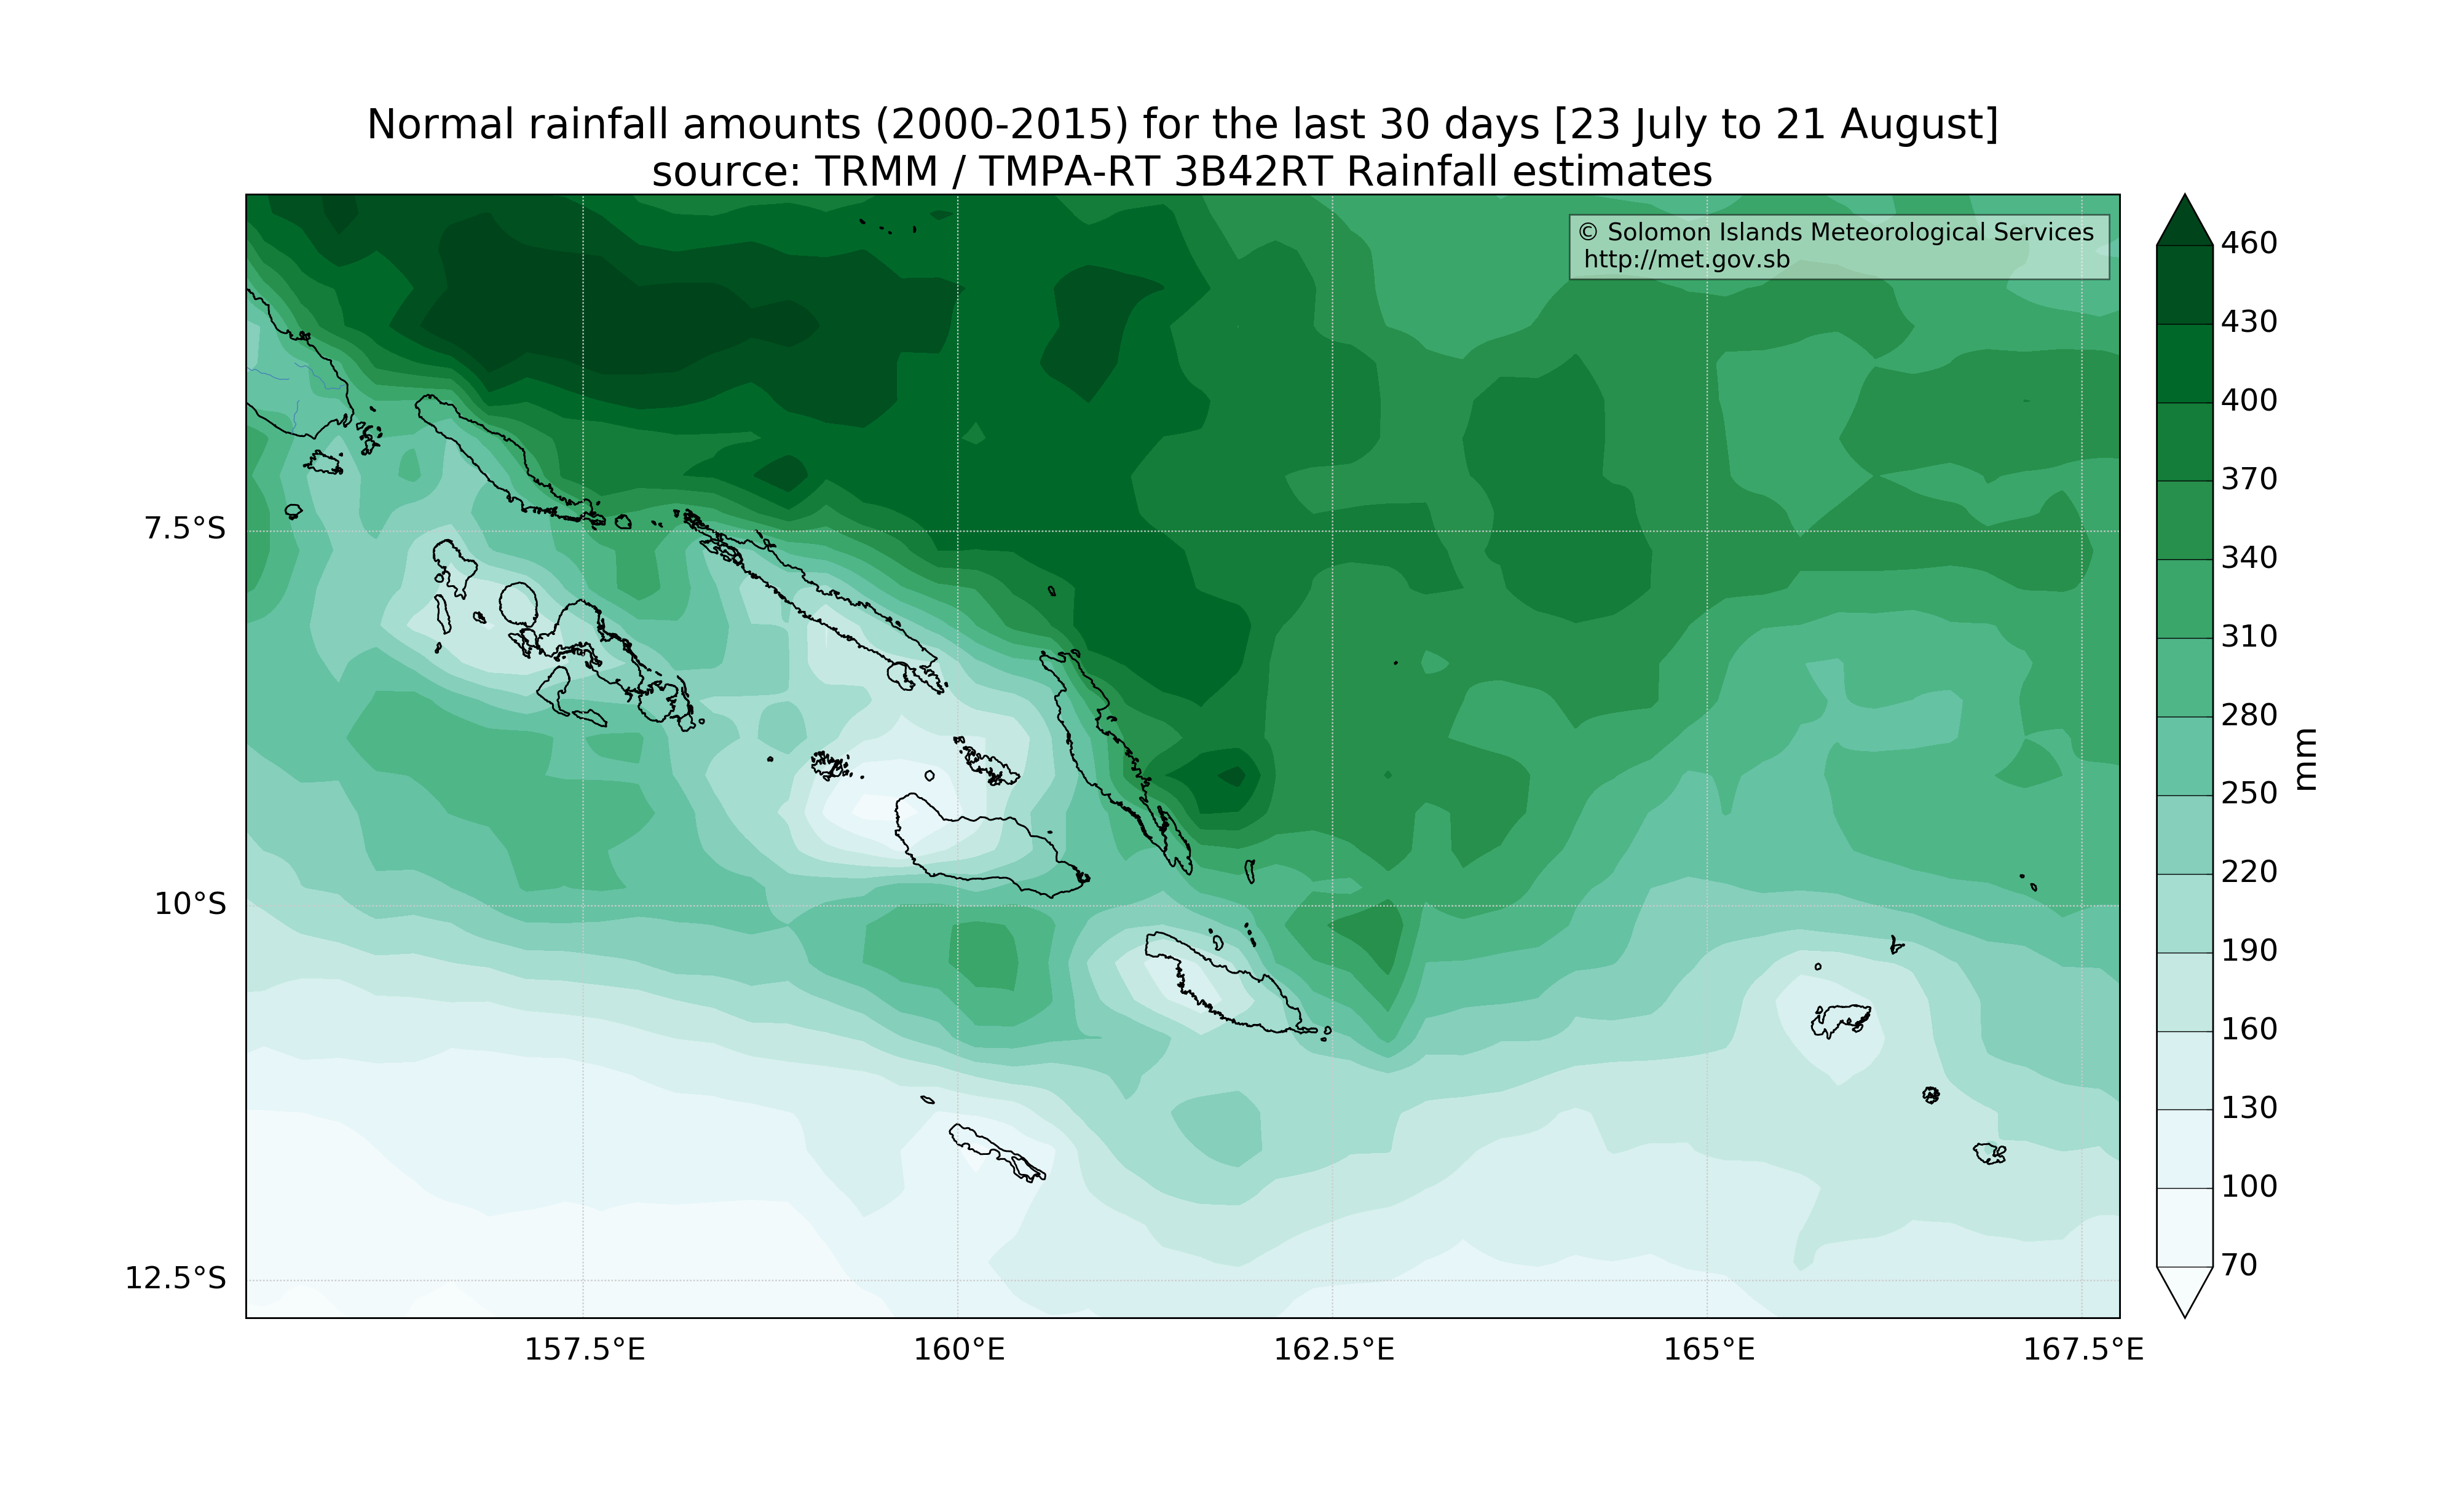 Normal rainfall amounts (2000-2015) for the last 30 days [23 July to 21 August]
source: TRMM / TMPA-RT 3B42RT Rainfall estimates
© Solomon Islands Meteorological Services
http://met.gov.sb
7.5°S
10°S
12.5°S
157.5°E
160°E
162.5°E
165°E
167.5°E
460
430
400
370
340
310
280
250
220
190
160
130
100
70
mm